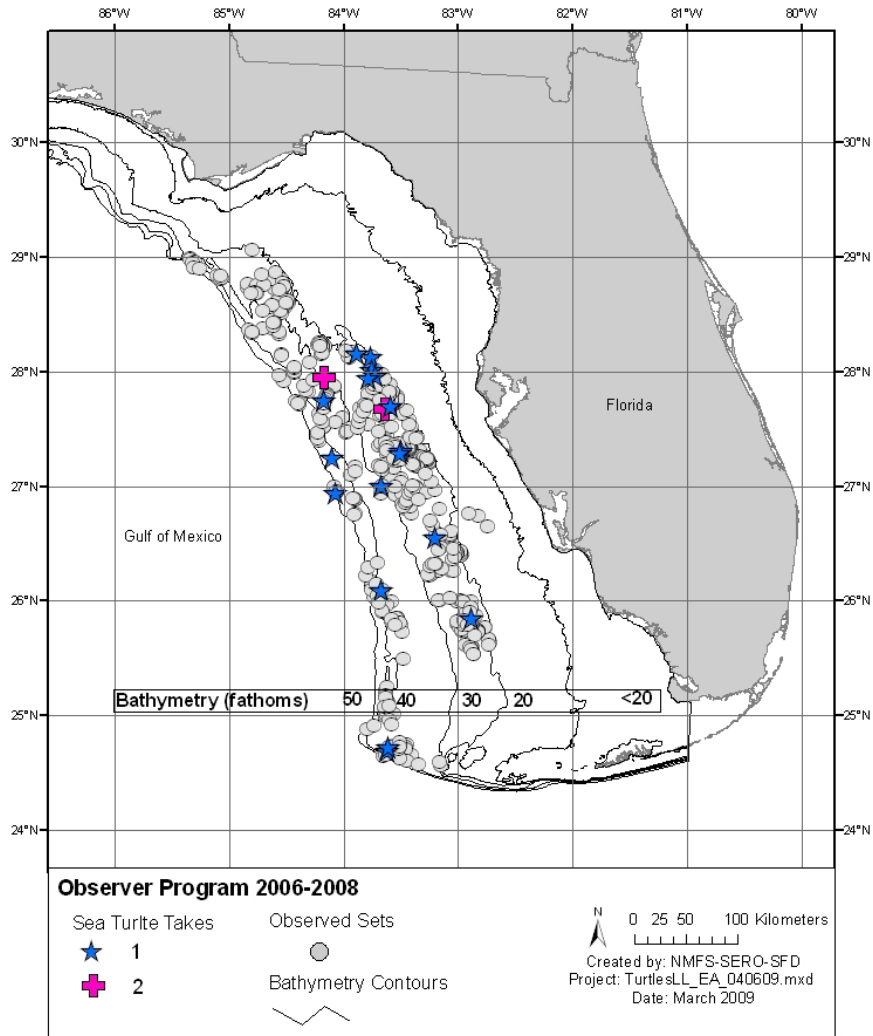 86°W 85°W 84°W 83°W 82°W 81°W 80°W
30°N 30°N
29°N 29°N
28°N 28°N
Florida
27°N 27°N
Gulf of Mexico
26°N 26°N
Bathymetry (fathoms) 50 40 30 20 <20
25°N 25°N
24°N 24°N
Observer Program 2006-2008
Sea Turlte Takes
1
2
Observed Sets
Bathymetry Contours
N
0 25 50 100 Kilometers
Created by: NMFS-SERO-SFD
Project: TurtlesLL_EA_040609.mxd
Date: March 2009